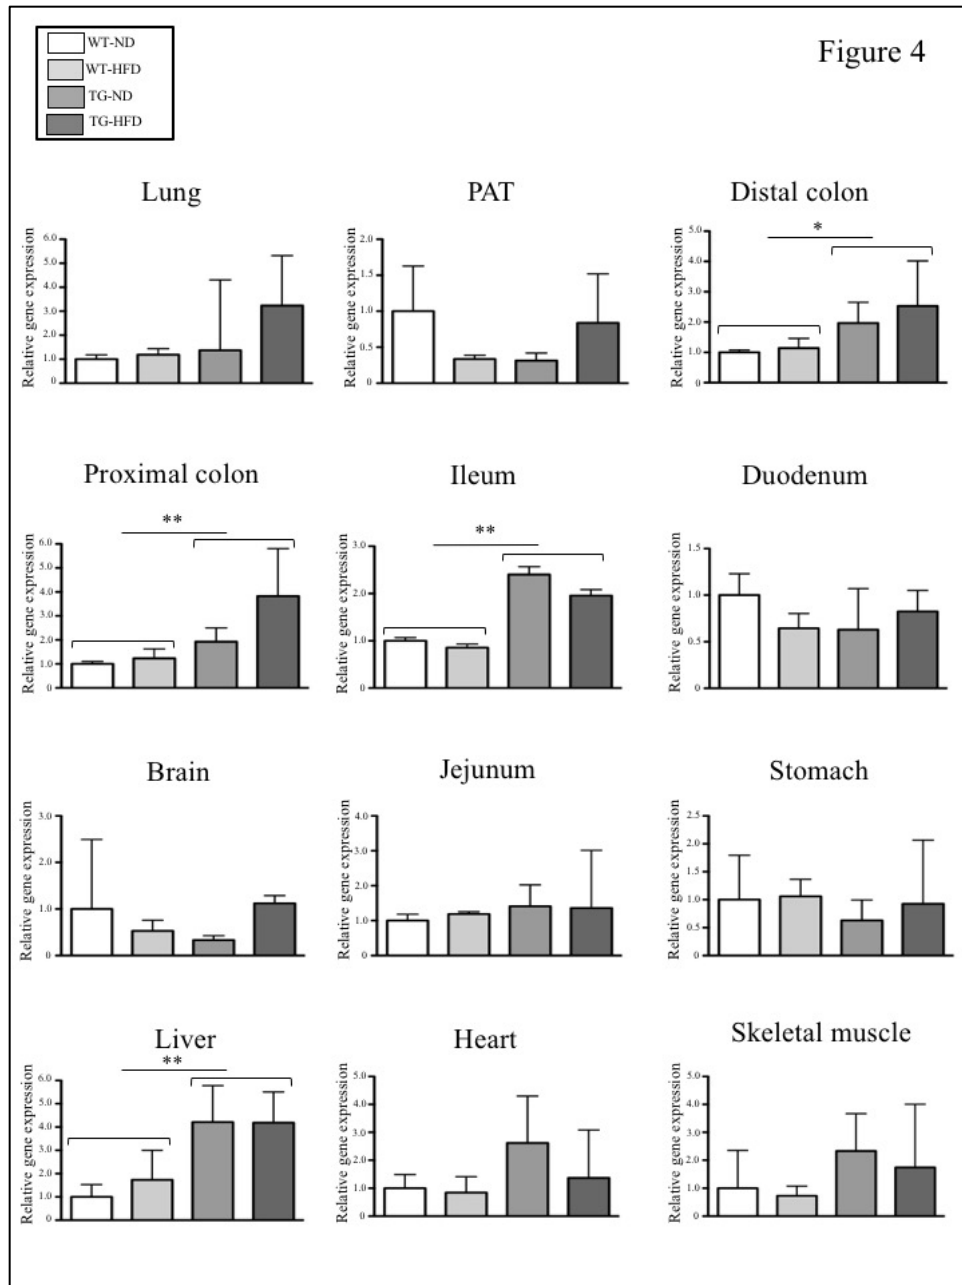 WT-ND
WT-HFD
TG-ND
TG-HFD
Figure 4
Lung
Relative gene expression
6.0
5.0
4.0
3.0
2.0
1.0
0
PAT
Relative gene expression
2.0
1.5
1.0
0.5
0
Distal colon
*
Relative gene expression
5.0
4.0
3.0
2.0
1.0
0
Proximal colon
**
Relative gene expression
6.0
5.0
4.0
3.0
2.0
1.0
0
Ileum
**
Relative gene expression
3.0
2.0
1.0
0
Duodenum
Relative gene expression
1.5
1.0
0.5
0
Brain
Relative gene expression
3.0
2.0
1.0
0
Jejunum
Relative gene expression
4.0
3.0
2.0
1.0
0
Stomach
Relative gene expression
2.5
2.0
1.5
1.0
0.5
0
Liver
**
Relative gene expression
6.0
5.0
4.0
3.0
2.0
1.0
0
Heart
Relative gene expression
5.0
4.0
3.0
2.0
1.0
0
Skeletal muscle
Relative gene expression
5.0
4.0
3.0
2.0
1.0
0